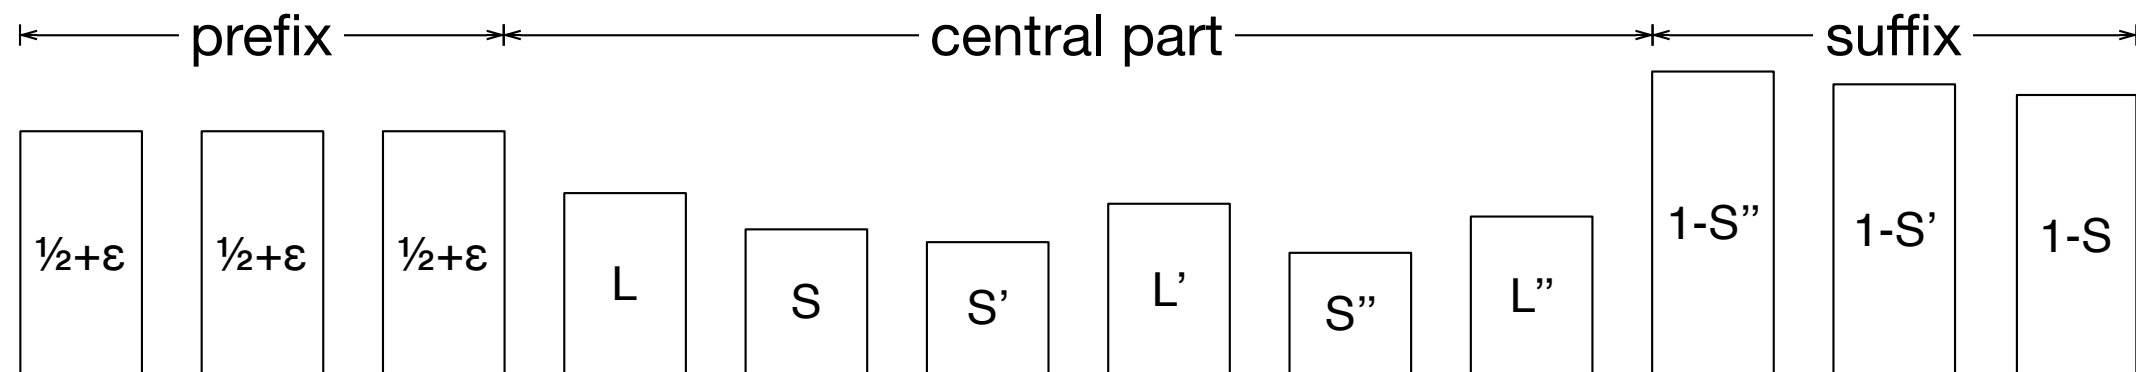 prefix central part suffix
½+ε ½+ε ½+ε L S S’ L’ S’’ L’’ 1-S’’ 1-S’ 1-S